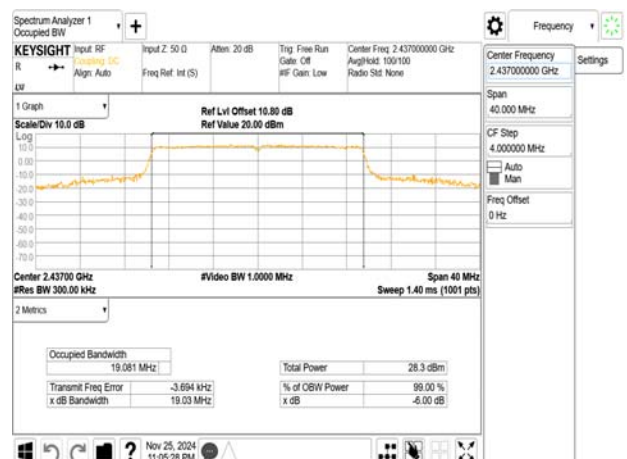 Spectrum Analyzer 1
Occupied BW
Frequency
KEYSIGHT
R
Input: RF
Coupling: DC
Align: Auto
Input Z: 50 Ω
Freq Ref: Int (S)
Atten: 20 dB
Trig: Free Run
Gate: Off
#IF Gain: Low
Center Freq: 2.437000000 GHz
Avg|Hold: 100/100
Radio Std: None
Center Frequency
2.437000000 GHz
Settings
Span
40.000 MHz
CF Step
4.000000 MHz
Auto
Man
Freq Offset
0 Hz
1 Graph
Scale/Div 10.0 dB
Ref Lvl Offset 10.80 dB
Ref Value 20.00 dBm
Log
10.0
0.00
-10.0
-20.0
-30.0
-40.0
-50.0
-60.0
-70.0
Center 2.43700 GHz
#Res BW 300.00 kHz
#Video BW 1.0000 MHz
Span 40 MHz
Sweep 1.40 ms (1001 pts)
2 Metrics
Occupied Bandwidth
19.081 MHz
Transmit Freq Error -3.694 kHz
x dB Bandwidth 19.03 MHz
Total Power 28.3 dBm
% of OBW Power 99.00 %
x dB -6.00 dB
?
Nov 25, 2024
11:05:28 PM